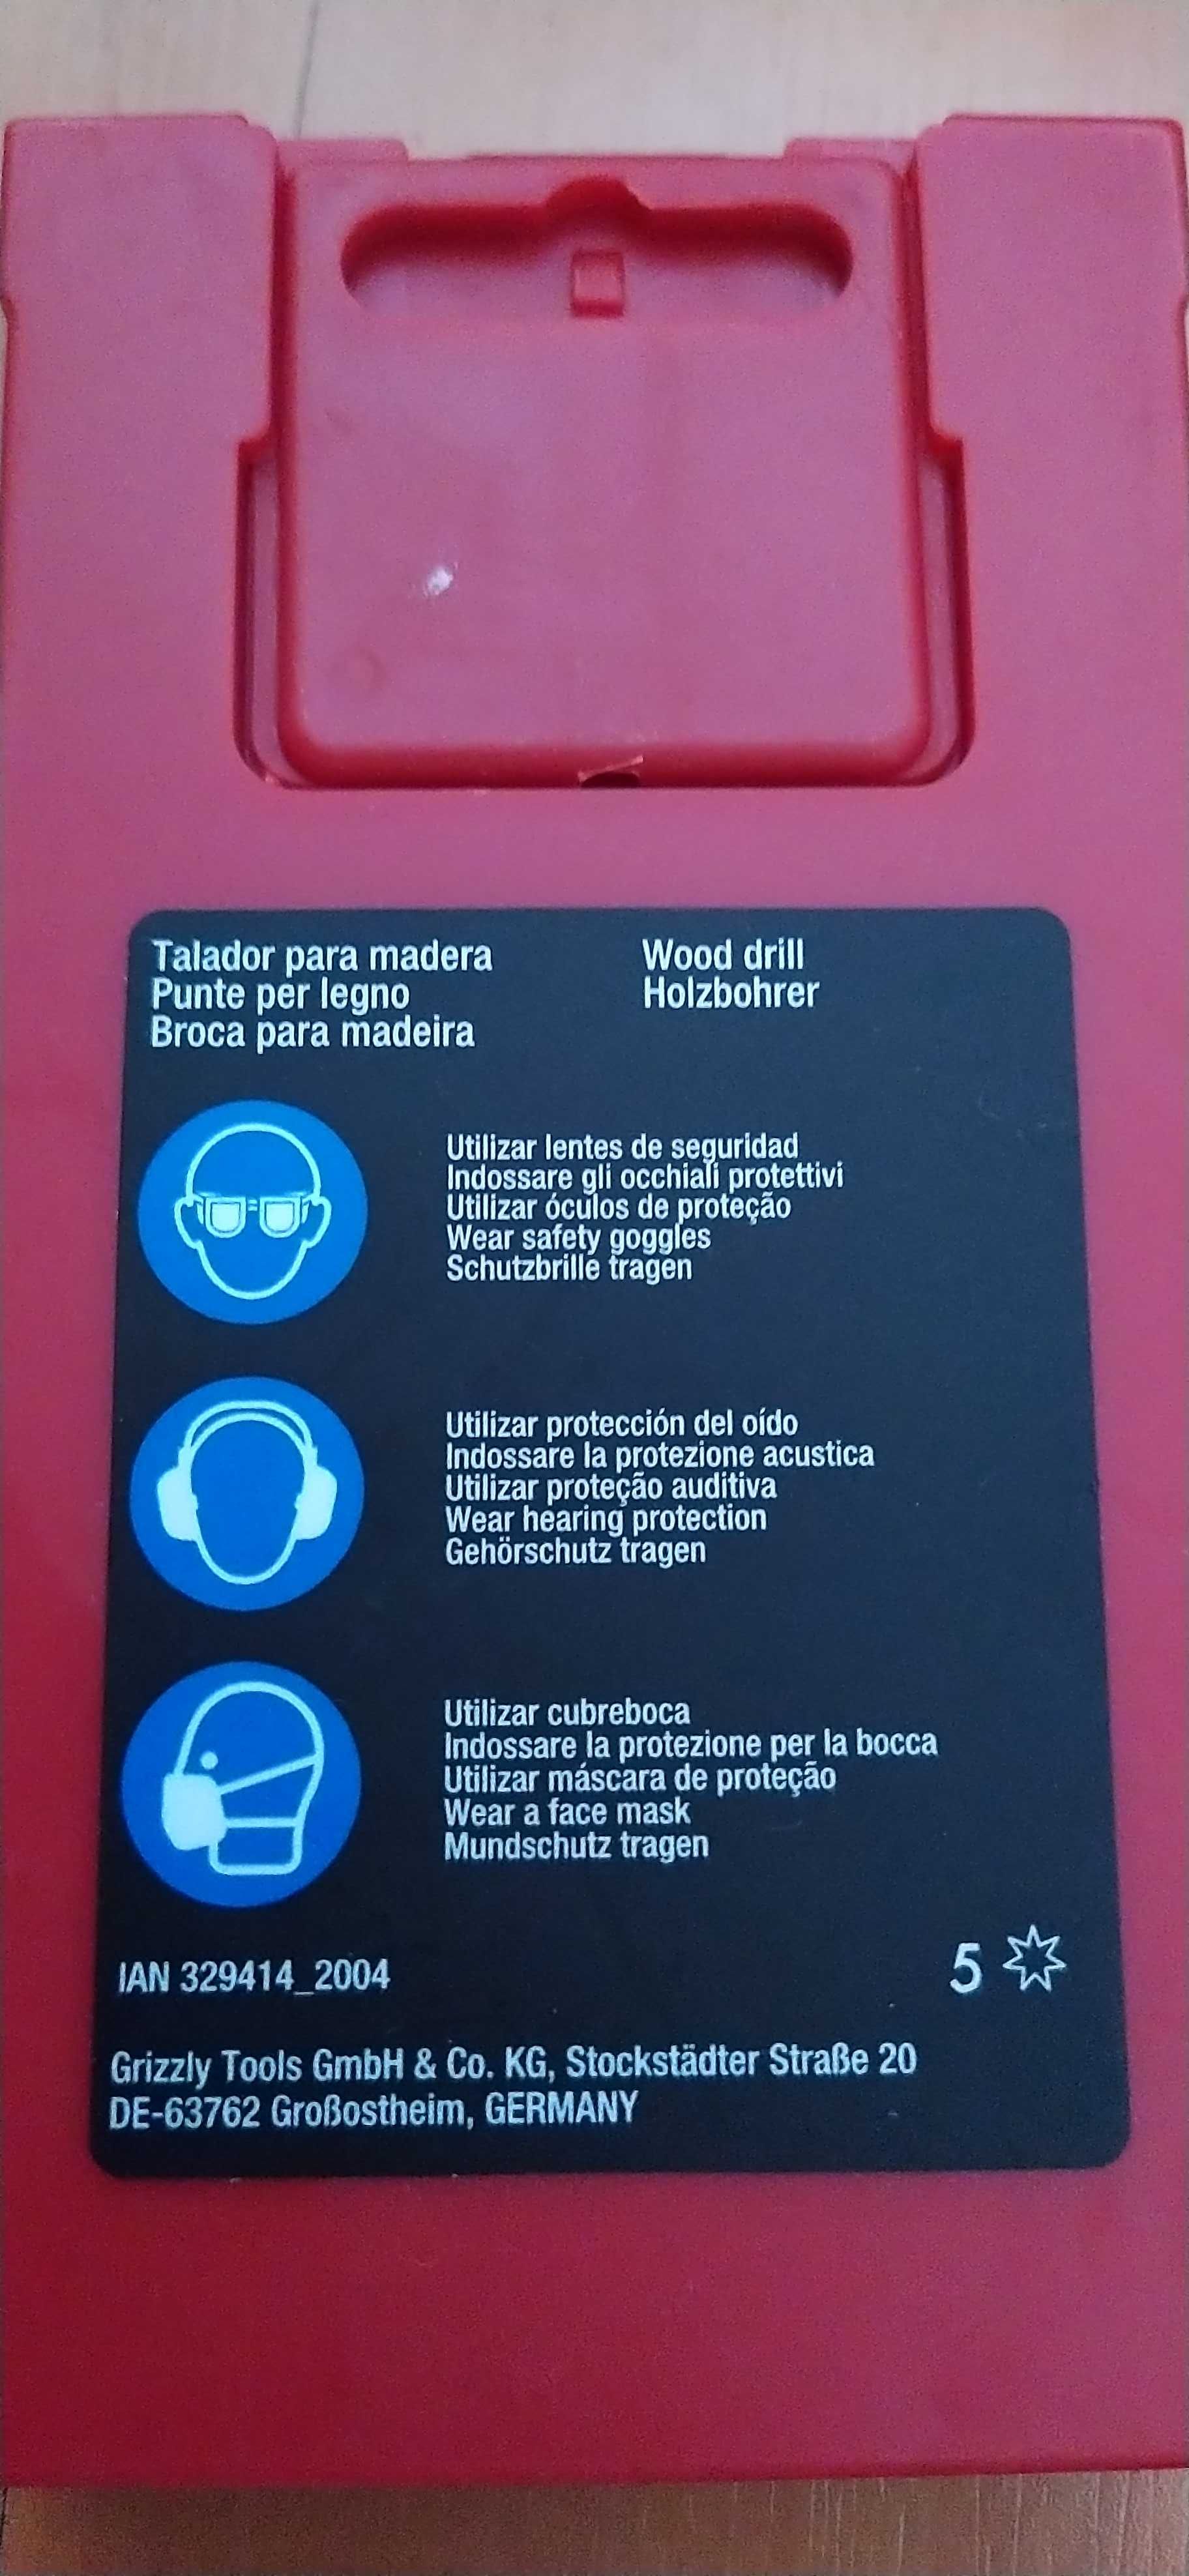 Talador para madera
Punte per legno
Broca para madeira
Wood drill
Holzbohrer
Utilizar lentes de seguridad
Indossare gli occhiali protettivi
Utilizar óculos de proteção
Wear safety goggles
Schutzbrille tragen
Utilizar protección del oído
Indossare la protezione acustica
Utilizar proteção auditiva
Wear hearing protection
Gehörschutz tragen
Utilizar cubreboca
Indossare la protezione per la bocca
Utilizar máscara de proteção
Wear a face mask
Mundschutz tragen
IAN 329414_2004
5
Grizzly Tools GmbH & Co. KG, Stockstädter Straße 20
DE-63762 Großostheim, GERMANY